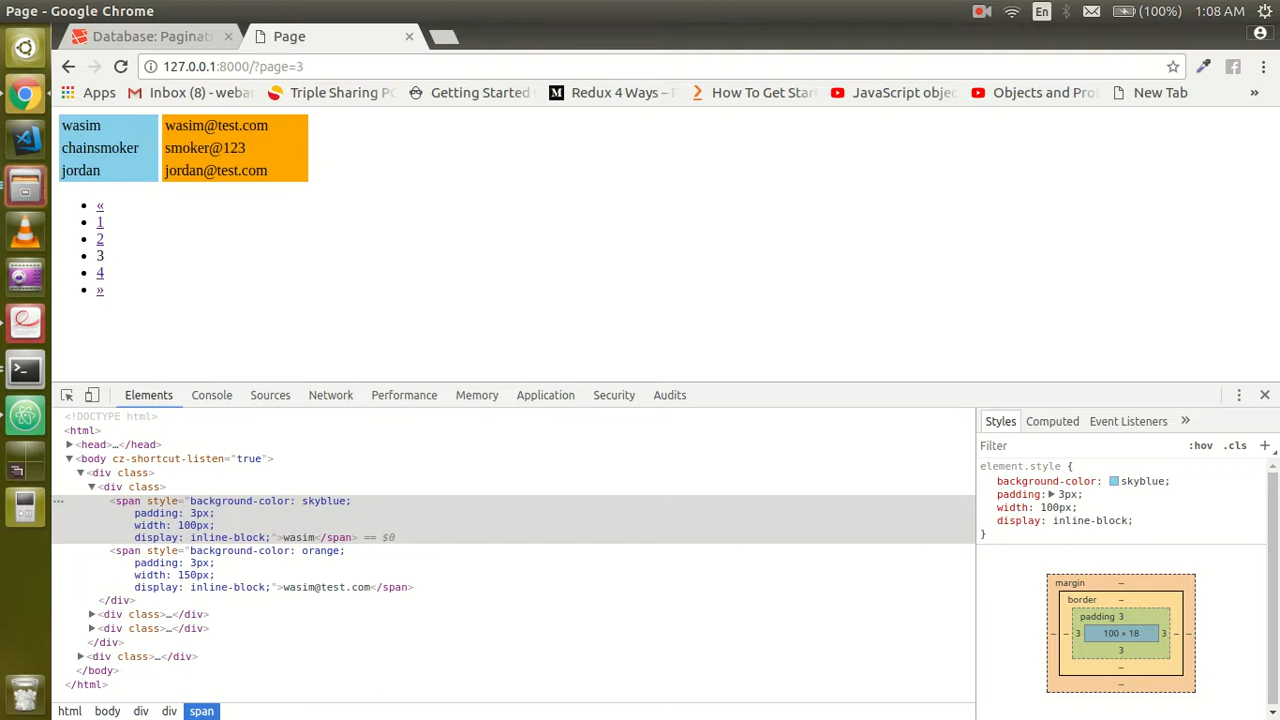 Page - Google Chrome
En
(100%)
1:08 AM
Database: Paginati
Page
127.0.0.1:8000/?page=3
Apps
Inbox (8) - webar
Triple Sharing PC
Getting Started
Redux 4 Ways –
How To Get Star
JavaScript objec
Objects and Pro
New Tab
»
wasim wasim@test.com
chainsmoker smoker@123
jordan jordan@test.com
«
1
2
3
4
»
Elements Console Sources Network Performance Memory Application Security Audits
<!DOCTYPE html>
<html>
<head>…</head>
<body cz-shortcut-listen="true">
<div class>
<div class>
<span style="background-color: skyblue;
padding: 3px;
width: 100px;
display: inline-block;">wasim</span> == $0
<span style="background-color: orange;
padding: 3px;
width: 150px;
display: inline-block;">wasim@test.com</span>
</div>
<div class>…</div>
<div class>…</div>
</div>
<div class>…</div>
</body>
</html>
html body div div span
Styles Computed Event Listeners »
Filter :hov .cls +
element.style {
background-color: skyblue;
padding: 3px;
width: 100px;
display: inline-block;
}
margin –
border –
padding 3
– – 3 100 × 18 3 – –
3
–
–